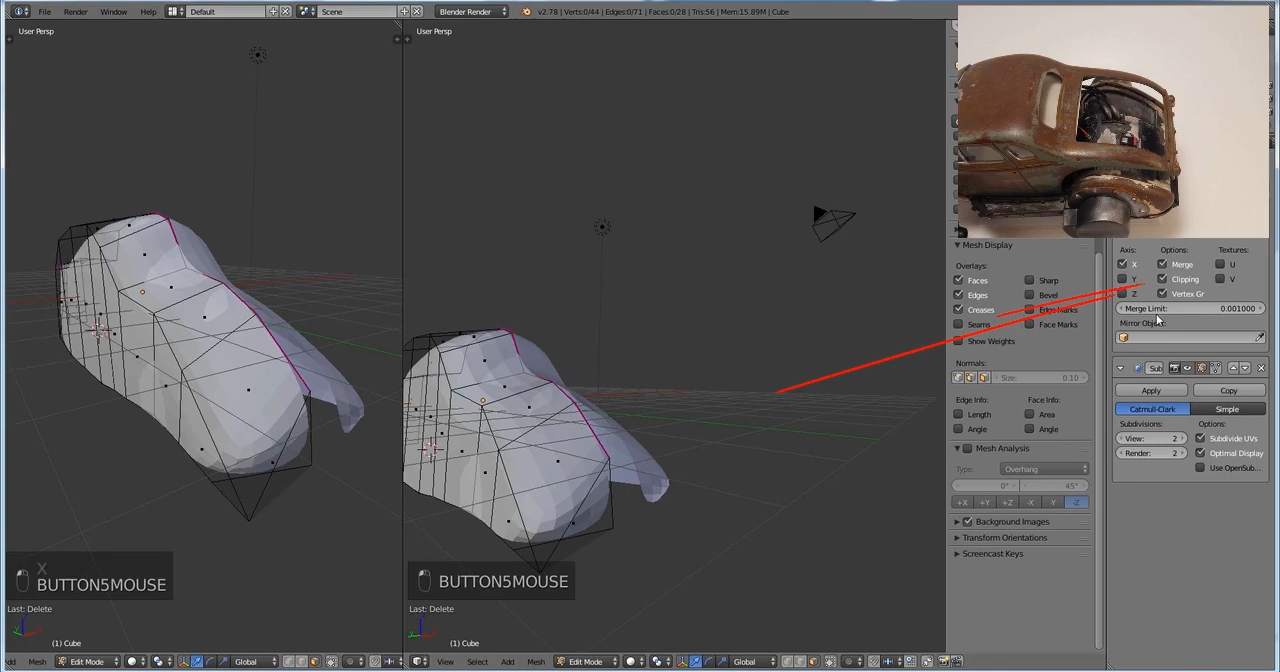 File Render Window Help Default Scene Blender Render v2.78 | Verts:0/44 | Edges:0/71 | Faces:0/28 | Tris:56 | Mem:15.89M | Cube
User Persp
User Persp
Mesh Display
Overlays:
Faces Sharp
Edges Bevel
Creases Edge Marks
Seams Face Marks
Show Weights
Normals:
Size: 0.10
Edge Info: Face Info:
Length Area
Angle Angle
Mesh Analysis
Type: Overhang
0° 45°
+X +Y +Z -X -Y -Z
Background Images
Transform Orientations
Screencast Keys
Axis: Options: Textures:
X Merge U
Y Clipping V
Z Vertex Gr
Merge Limit: 0.001000
Mirror Object:
Sub
Apply Copy
Catmull-Clark Simple
Subdivisions: Options:
View: 2 Subdivide UVs
Render: 2 Optimal Display
Use OpenSub...
X
BUTTON5MOUSE
BUTTON5MOUSE
Last: Delete
Last: Delete
(1) Cube
(1) Cube
dd Mesh Edit Mode Global
View Select Add Mesh Edit Mode Global